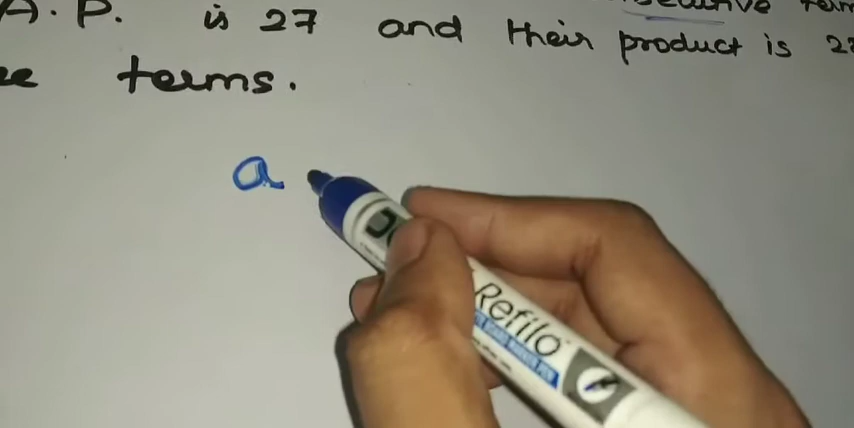 A.P. is 27 and their product is
terms.
a
Refilo